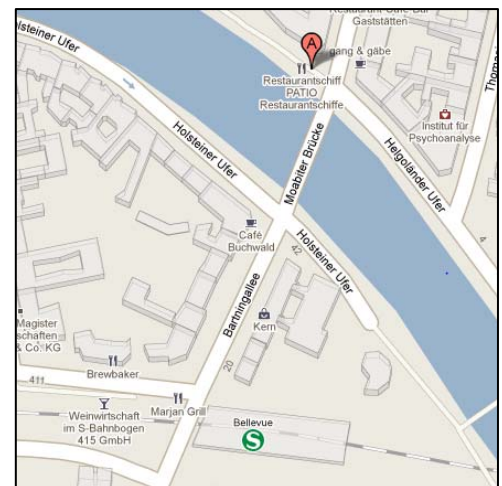 Restaurant Café Bar
Gaststätten
A
gang & gäbe
Restaurantschiff
PATIO
Restaurantschiffe
Thoma
Institut für
Psychoanalyse
Holsteiner Ufer
Holsteiner Ufer
Moabiter Brücke
Helgoländer Ufer
4
Café
Buchwald
42
Holsteiner Ufer
Bartningallee
Kern
20
Magister
schaften
& Co. KG
Brewbaker
411
Marjan Grill
Weinwirtschaft
im S-Bahnbogen
415 GmbH
Bellevue
S